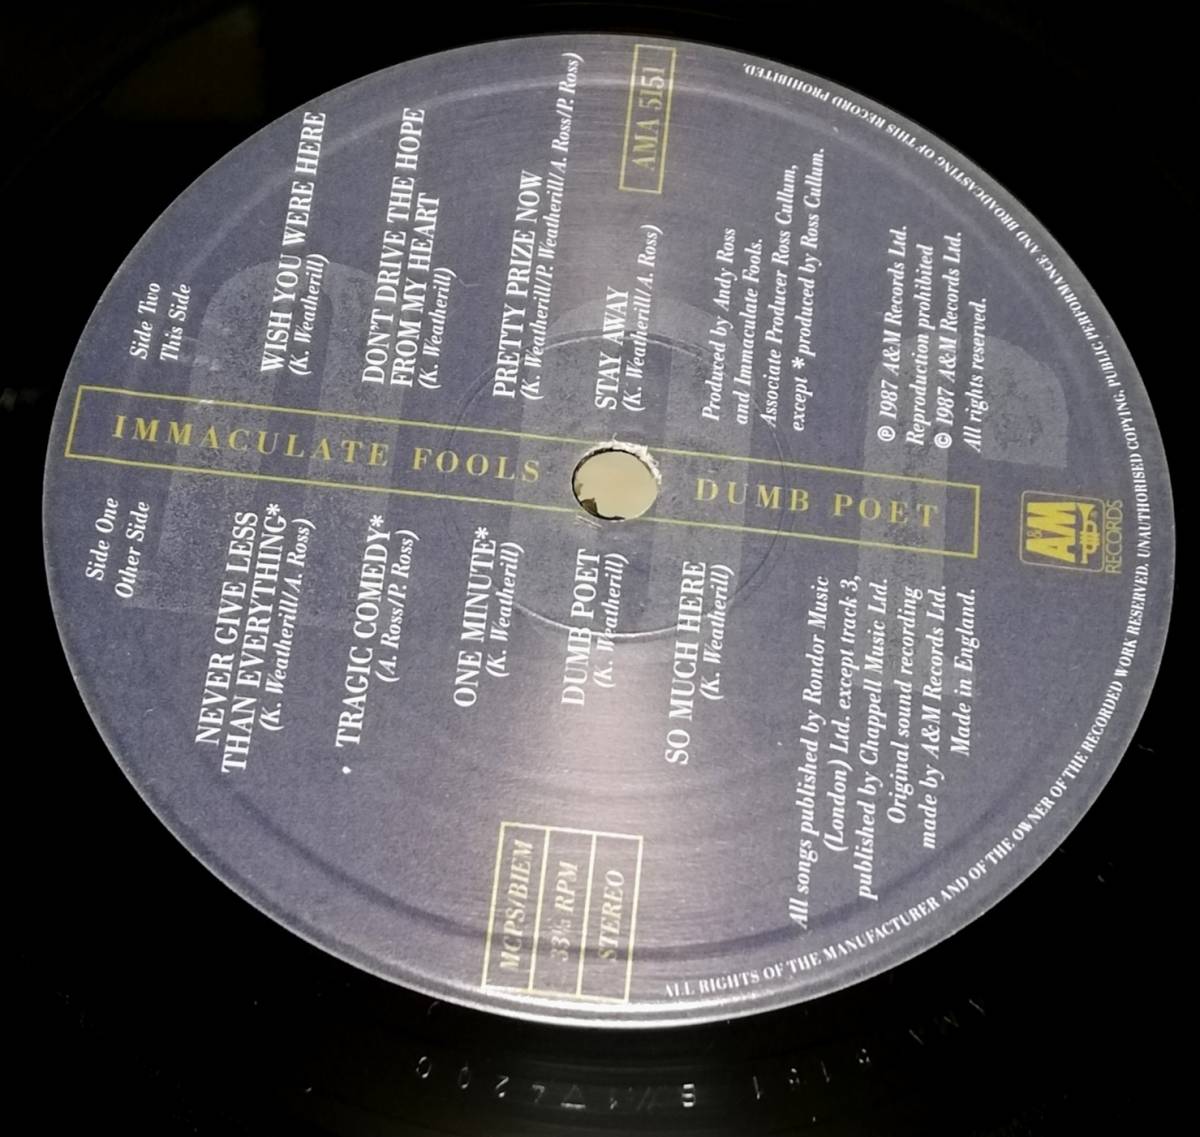 IMMACULATE FOOLS
DUMB POET
Side One
Other Side
NEVER GIVE LESS
THAN EVERYTHING*
(K. Weatherill/A. Ross)
TRAGIC COMEDY*
(A. Ross/P. Ross)
ONE MINUTE*
(K. Weatherill)
DUMB POET
(K. Weatherill)
SO MUCH HERE
(K. Weatherill)
MCPS/BIEM
33⅓ RPM
STEREO
All songs published by Rondor Music
(London) Ltd. except track 3,
published by Chappell Music Ltd.
Original sound recording
made by A&M Records Ltd.
Made in England.
Side Two
This Side
WISH YOU WERE HERE
(K. Weatherill)
DON'T DRIVE THE HOPE
FROM MY HEART
(K. Weatherill)
PRETTY PRIZE NOW
(K. Weatherill/P. Weatherill/A. Ross/P. Ross)
STAY AWAY
(K. Weatherill/A. Ross)
AMA 5151
Produced by Andy Ross
and Immaculate Fools.
Associate Producer Ross Cullum,
except * produced by Ross Cullum.
℗ 1987 A&M Records Ltd.
Reproduction prohibited
© 1987 A&M Records Ltd.
All rights reserved.
A&M
RECORDS
ALL RIGHTS OF THE MANUFACTURER AND OF THE OWNER OF THE RECORDED WORK RESERVED. UNAUTHORISED COPYING, PUBLIC PERFORMANCE AND BROADCASTING OF THIS RECORD PROHIBITED.